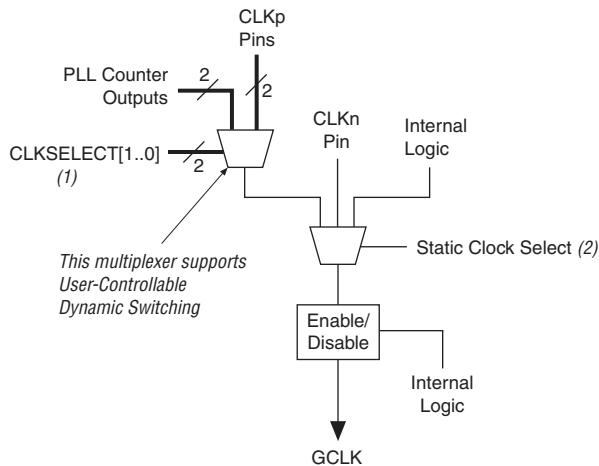 CLKp
Pins
PLL Counter
Outputs
2
2
CLKn
Pin
Internal
Logic
CLKSELECT[1..0]
(1)
2
This multiplexer supports
User-Controllable
Dynamic Switching
Static Clock Select (2)
Enable/
Disable
Internal
Logic
GCLK